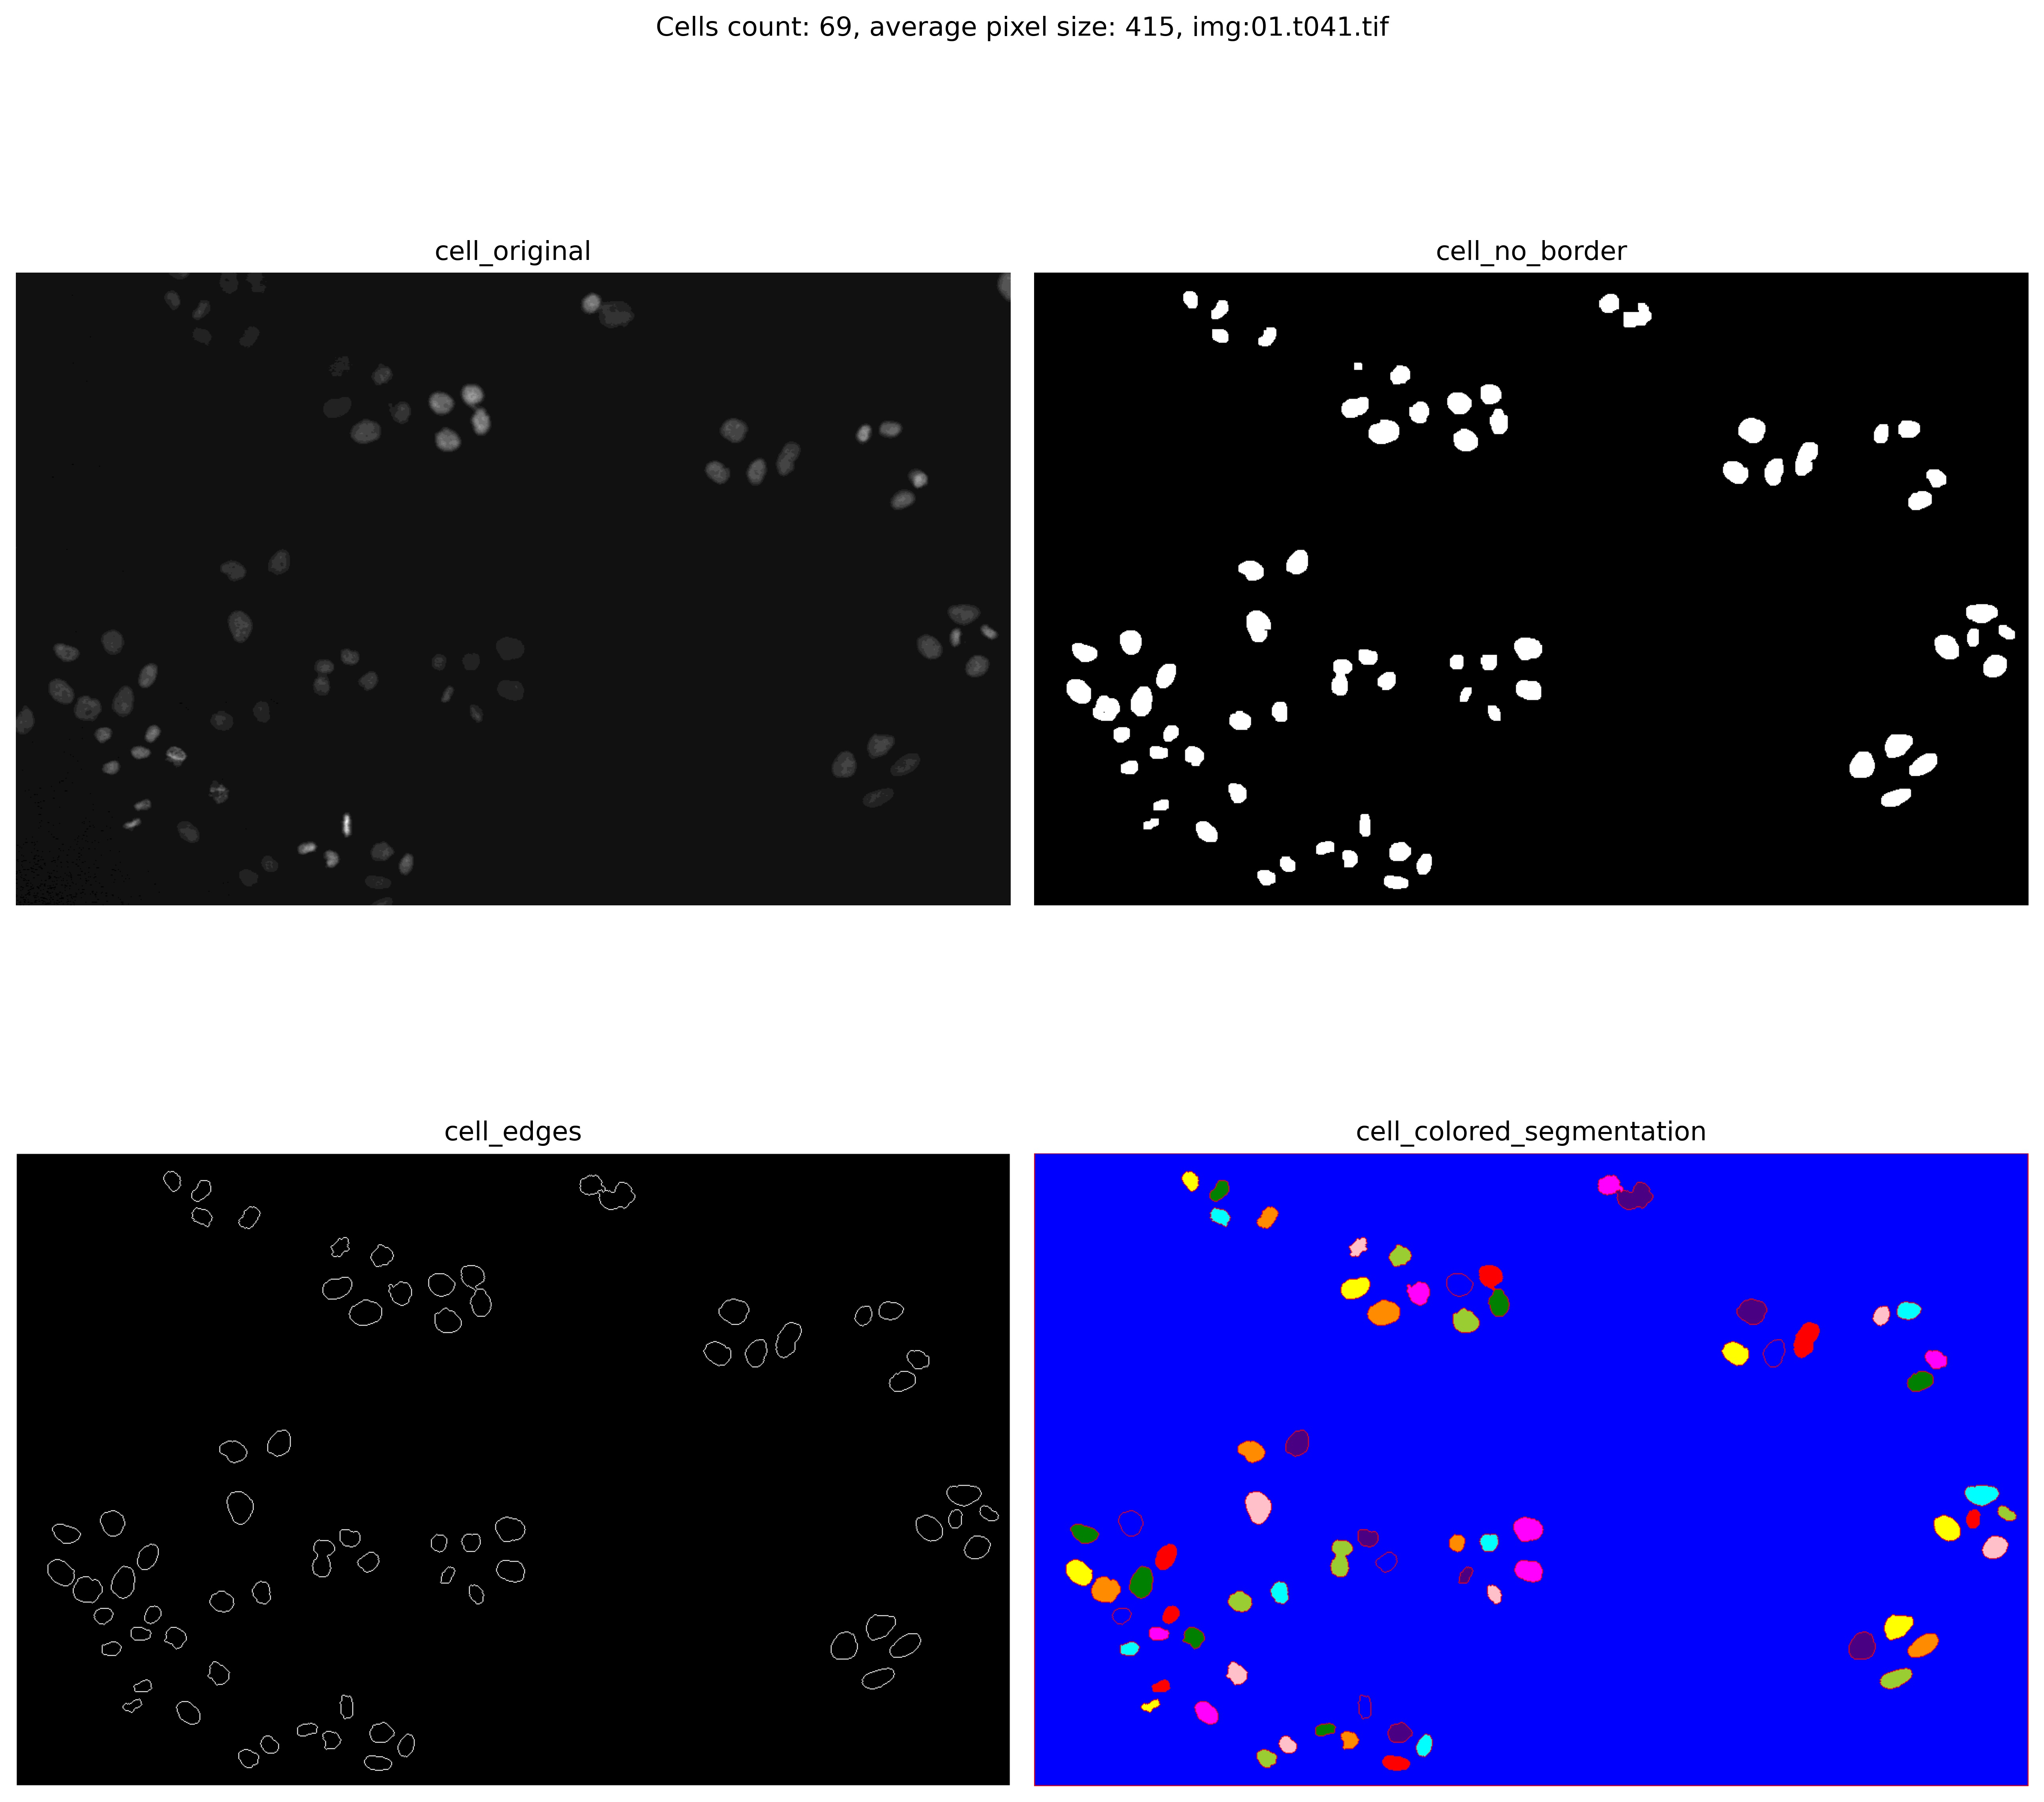 Cells count: 69, average pixel size: 415, img:01.t041.tif
cell_original
cell_no_border
cell_edges
cell_colored_segmentation